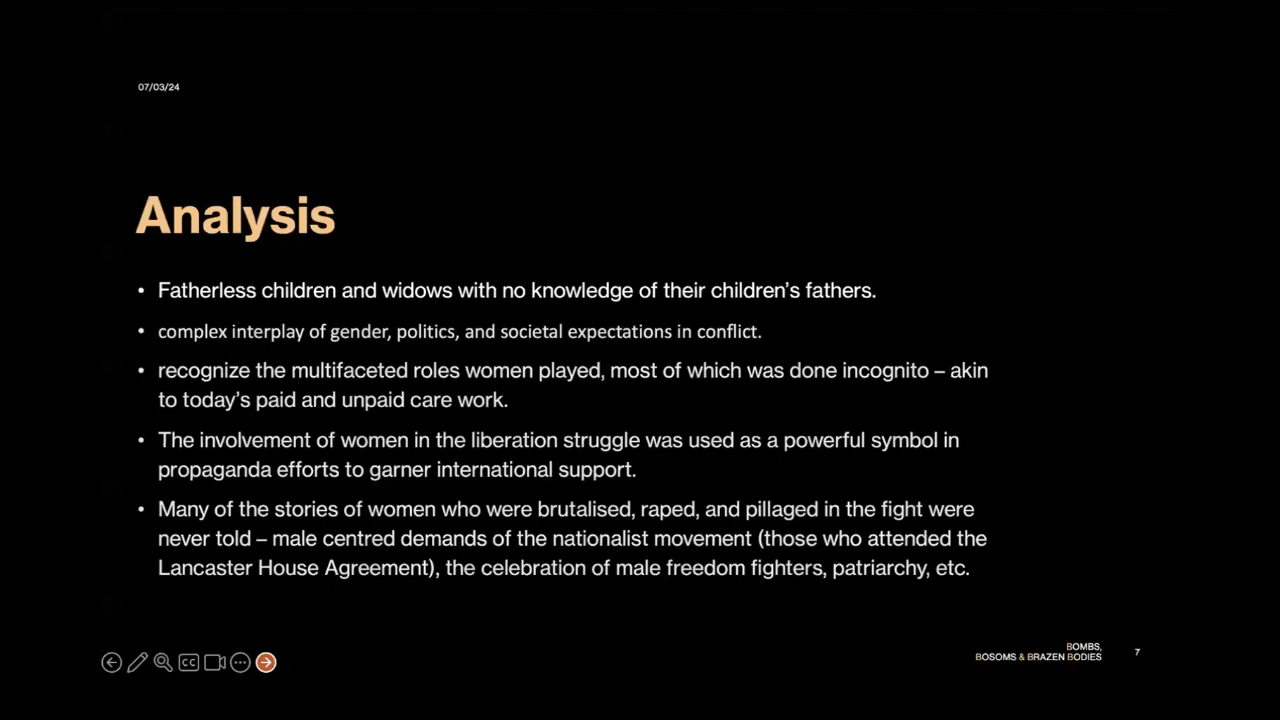 07/03/24
Analysis
• Fatherless children and widows with no knowledge of their children’s fathers.
• complex interplay of gender, politics, and societal expectations in conflict.
• recognize the multifaceted roles women played, most of which was done incognito – akin
to today’s paid and unpaid care work.
• The involvement of women in the liberation struggle was used as a powerful symbol in
propaganda efforts to garner international support.
• Many of the stories of women who were brutalised, raped, and pillaged in the fight were
never told – male centred demands of the nationalist movement (those who attended the
Lancaster House Agreement), the celebration of male freedom fighters, patriarchy, etc.
CC
BOMBS,
BOSOMS & BRAZEN BODIES
7